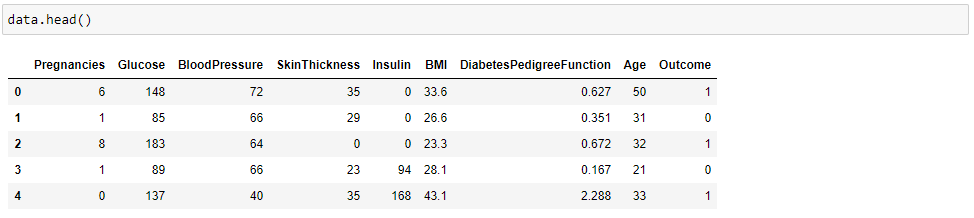 data.head()
Pregnancies Glucose BloodPressure SkinThickness Insulin BMI DiabetesPedigreeFunction Age Outcome
0 6 148 72 35 0 33.6 0.627 50 1
1 1 85 66 29 0 26.6 0.351 31 0
2 8 183 64 0 0 23.3 0.672 32 1
3 1 89 66 23 94 28.1 0.167 21 0
4 0 137 40 35 168 43.1 2.288 33 1